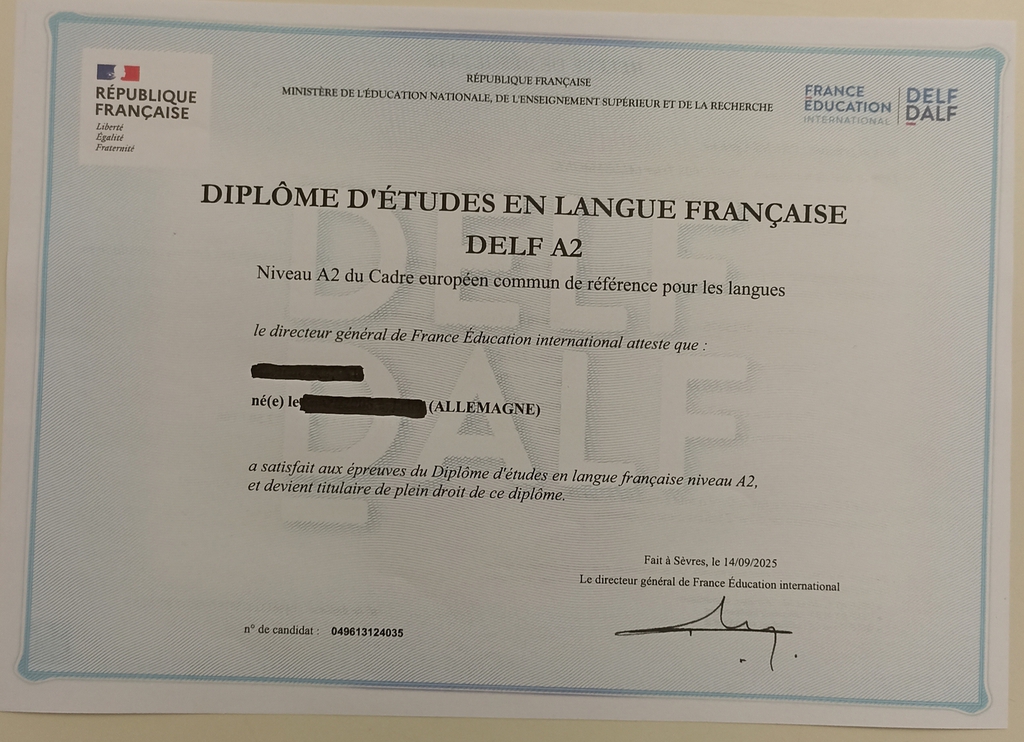 RÉPUBLIQUE
FRANÇAISE
Liberté
Égalité
Fraternité
RÉPUBLIQUE FRANÇAISE
MINISTÈRE DE L'ÉDUCATION NATIONALE, DE L'ENSEIGNEMENT SUPÉRIEUR ET DE LA RECHERCHE
FRANCE
ÉDUCATION
INTERNATIONAL
DELF
DALF
DIPLÔME D'ÉTUDES EN LANGUE FRANÇAISE
DELF A2
Niveau A2 du Cadre européen commun de référence pour les langues
le directeur général de France Éducation international atteste que :
né(e) le (ALLEMAGNE)
a satisfait aux épreuves du Diplôme d'études en langue française niveau A2,
et devient titulaire de plein droit de ce diplôme.
Fait à Sèvres, le 14/09/2025
Le directeur général de France Éducation international
n° de candidat : 049613124035
DELF
DALF